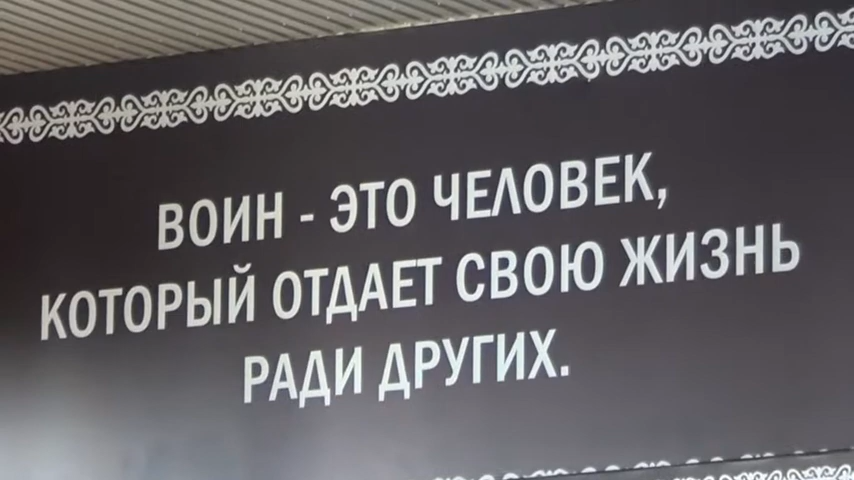 ВОИН - ЭТО ЧЕЛОВЕК,
КОТОРЫЙ ОТДАЕТ СВОЮ ЖИЗНЬ
РАДИ ДРУГИХ.